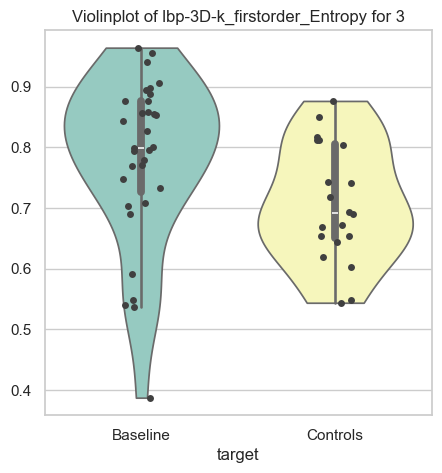 Violinplot of lbp-3D-k_firstorder_Entropy for 3
0.9
0.8
0.7
0.6
0.5
0.4
Baseline
Controls
target